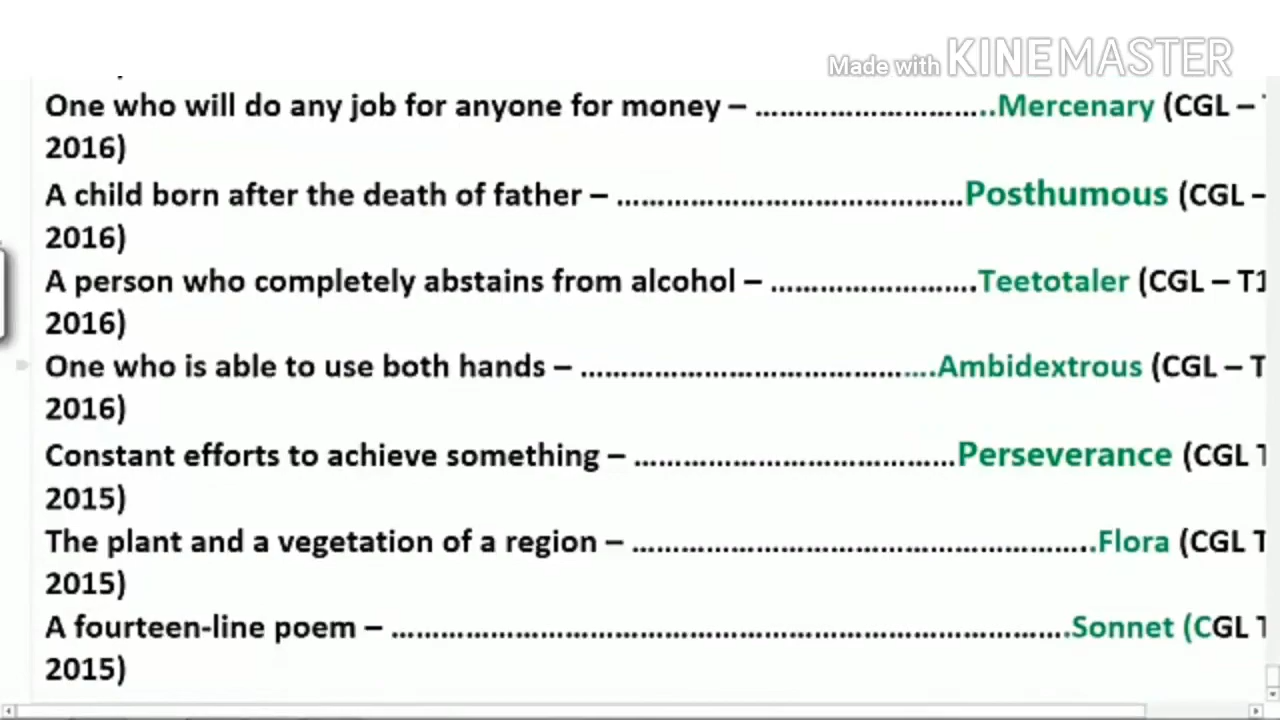 Made with KINEMASTER
One who will do any job for anyone for money – ………………………..Mercenary (CGL –
2016)
A child born after the death of father – ……………………………………Posthumous (CGL –
2016)
A person who completely abstains from alcohol – …………………….Teetotaler (CGL – T1
2016)
One who is able to use both hands – …………………………………….Ambidextrous (CGL – T
2016)
Constant efforts to achieve something – …………………………………Perseverance (CGL T
2015)
The plant and a vegetation of a region – ………………………………………………..Flora (CGL T
2015)
A fourteen-line poem – ……………………………………………………………………….Sonnet (CGL T
2015)